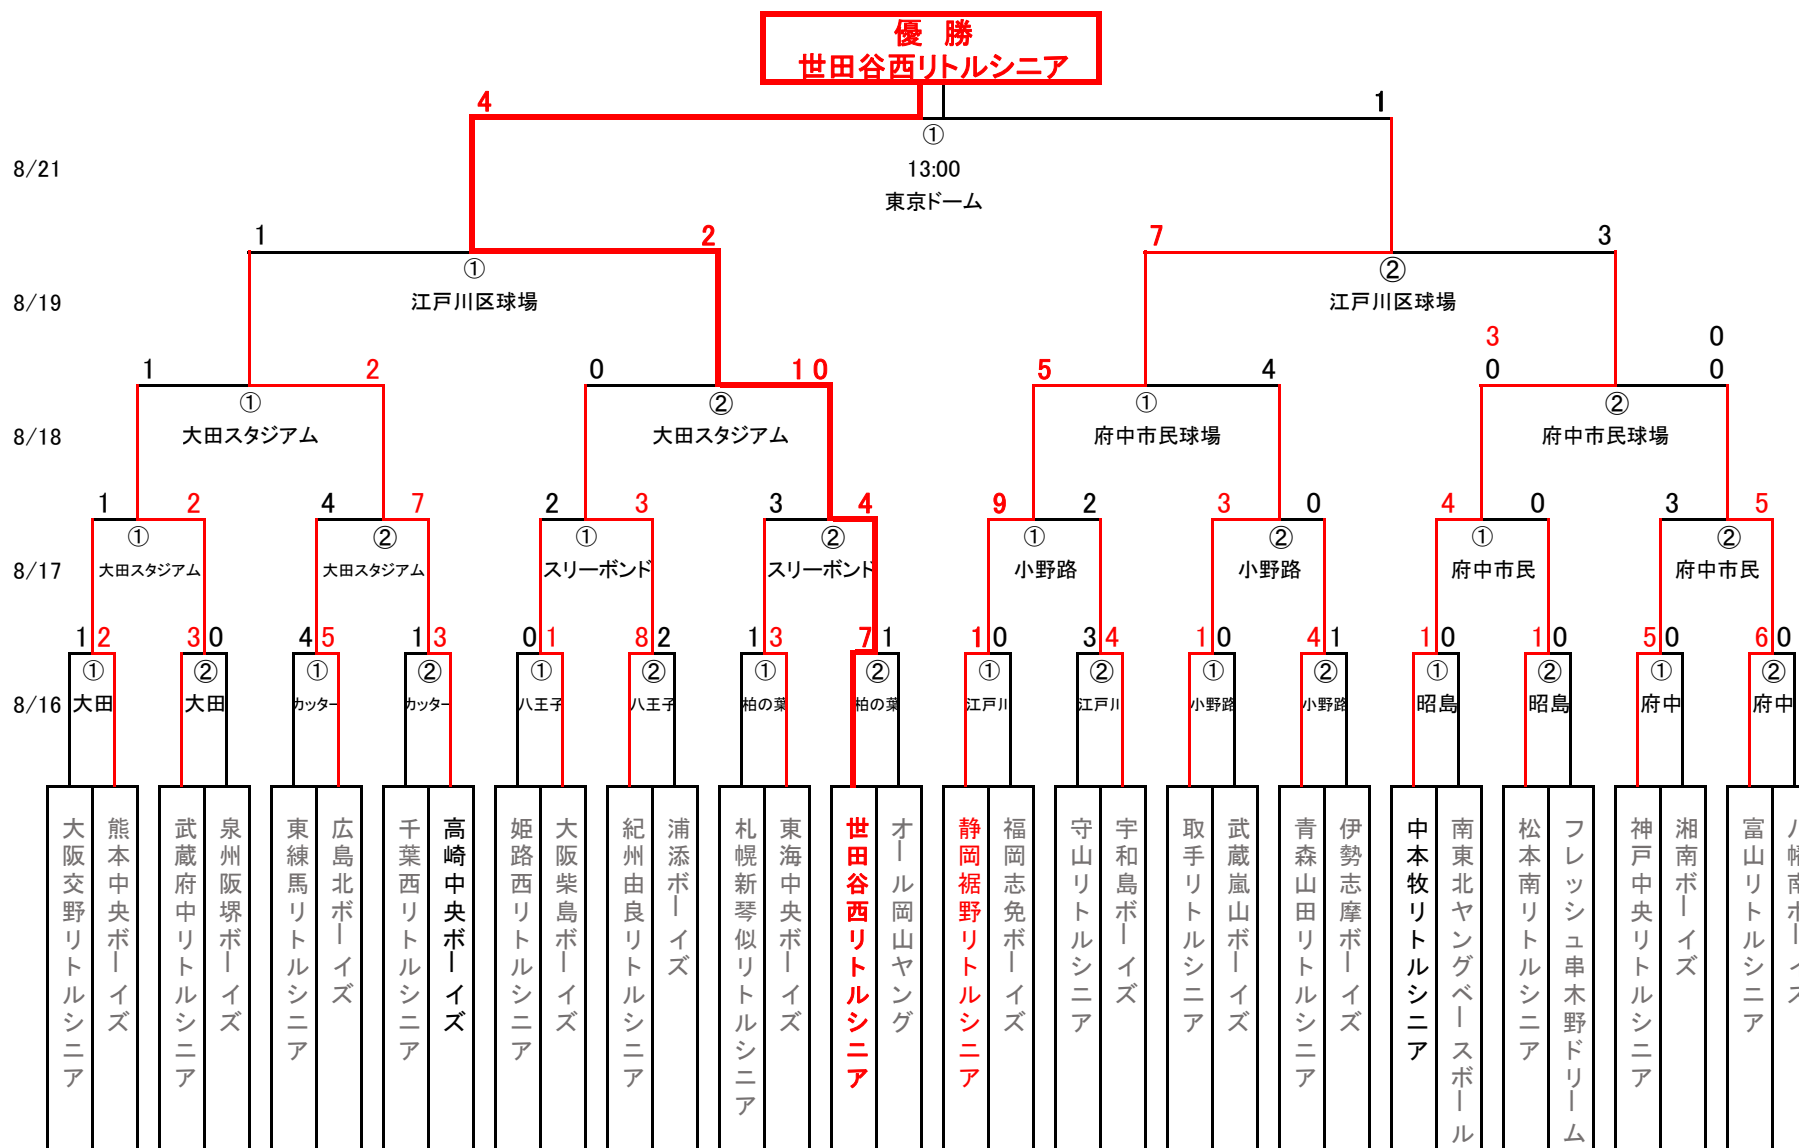 優 勝
世田谷西リトルシニア
4 1
①
8/21 13:00
東京ドーム
1 2 7 3
① ②
8/19 江戸川区球場 江戸川区球場
3 0
1 2 0 10 5 4 0 0
① ② ① ②
8/18 大田スタジアム 大田スタジアム 府中市民球場 府中市民球場
1 2 4 7 2 3 3 4 9 2 3 0 4 0 3 5
① ② ① ② ① ② ① ②
8/17 大田スタジアム 大田スタジアム スリーボンド スリーボンド 小野路 小野路 府中市民 府中市民
1 2 3 0 4 5 1 3 0 1 8 2 1 3 7 1 1 0 3 4 1 0 4 1 1 0 1 0 5 0 6 0
① ② ① ② ① ② ① ② ① ② ① ② ① ② ① ②
8/16 大田 大田 カッター カッター 八王子 八王子 柏の葉 柏の葉 江戸川 江戸川 小野路 小野路 昭島 昭島 府中 府中
大阪交野リトルシニア
熊本中央ボーイズ
武蔵府中リトルシニア
泉州阪堺ボーイズ
東練馬リトルシニア
広島北ボーイズ
千葉西リトルシニア
高崎中央ボーイズ
姫路西リトルシニア
大阪柴島ボーイズ
紀州由良リトルシニア
浦添ボーイズ
札幌新琴似リトルシニア
東海中央ボーイズ
世田谷西リトルシニア
オール岡山ヤング
静岡裾野リトルシニア
福岡志免ボーイズ
守山リトルシニア
宇和島ボーイズ
取手リトルシニア
武蔵嵐山ボーイズ
青森山田リトルシニア
伊勢志摩ボーイズ
中本牧リトルシニア
南東北ヤングベースボール
松本南リトルシニア
フレッシュ串木野ドリーム
神戸中央リトルシニア
湘南ボーイズ
富山リトルシニア
八幡南ボーイズ